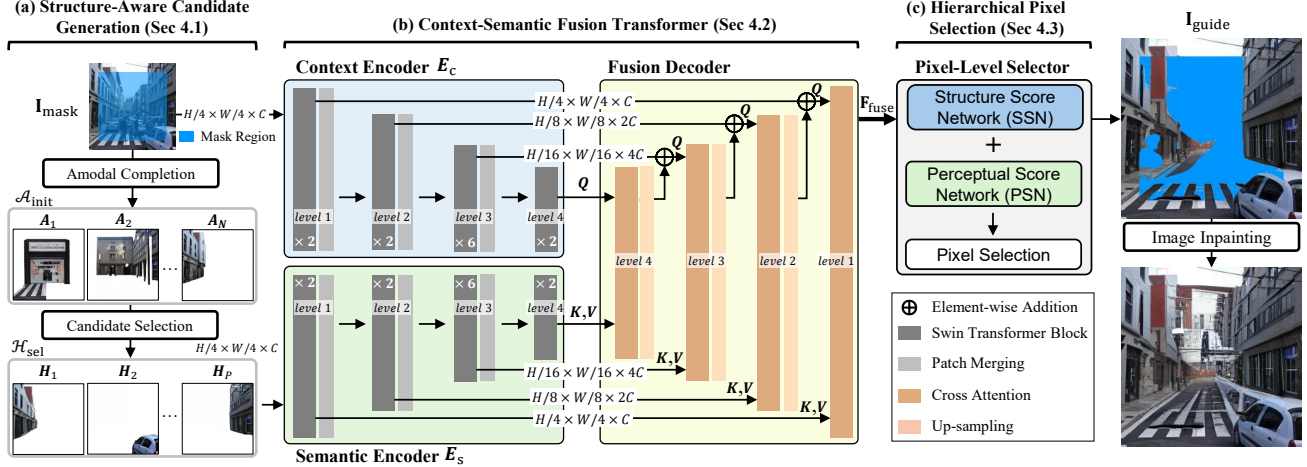 (a) Structure-Aware Candidate
Generation (Sec 4.1)
I_mask
H/4 × W/4 × C
Mask Region
Amodal Completion
𝒜_init
A_1
A_2
A_N
...
Candidate Selection
ℋ_sel
H/4 × W/4 × C
H_1
H_2
H_P
...
(b) Context-Semantic Fusion Transformer (Sec 4.2)
Context Encoder E_c
level 1
× 2
level 2
× 2
level 3
× 6
level 4
× 2
H/4 × W/4 × C
H/8 × W/8 × 2C
H/16 × W/16 × 4C
Q
Q
Q
Q
Fusion Decoder
level 4
level 3
level 2
level 1
× 2
level 1
× 2
level 2
× 6
level 3
× 2
level 4
K,V
K,V
K,V
K,V
H/16 × W/16 × 4C
H/8 × W/8 × 2C
H/4 × W/4 × C
Semantic Encoder E_s
F_fuse
(c) Hierarchical Pixel
Selection (Sec 4.3)
Pixel-Level Selector
Structure Score
Network (SSN)
+
Perceptual Score
Network (PSN)
Pixel Selection
Element-wise Addition
Swin Transformer Block
Patch Merging
Cross Attention
Up-sampling
I_guide
Image Inpainting